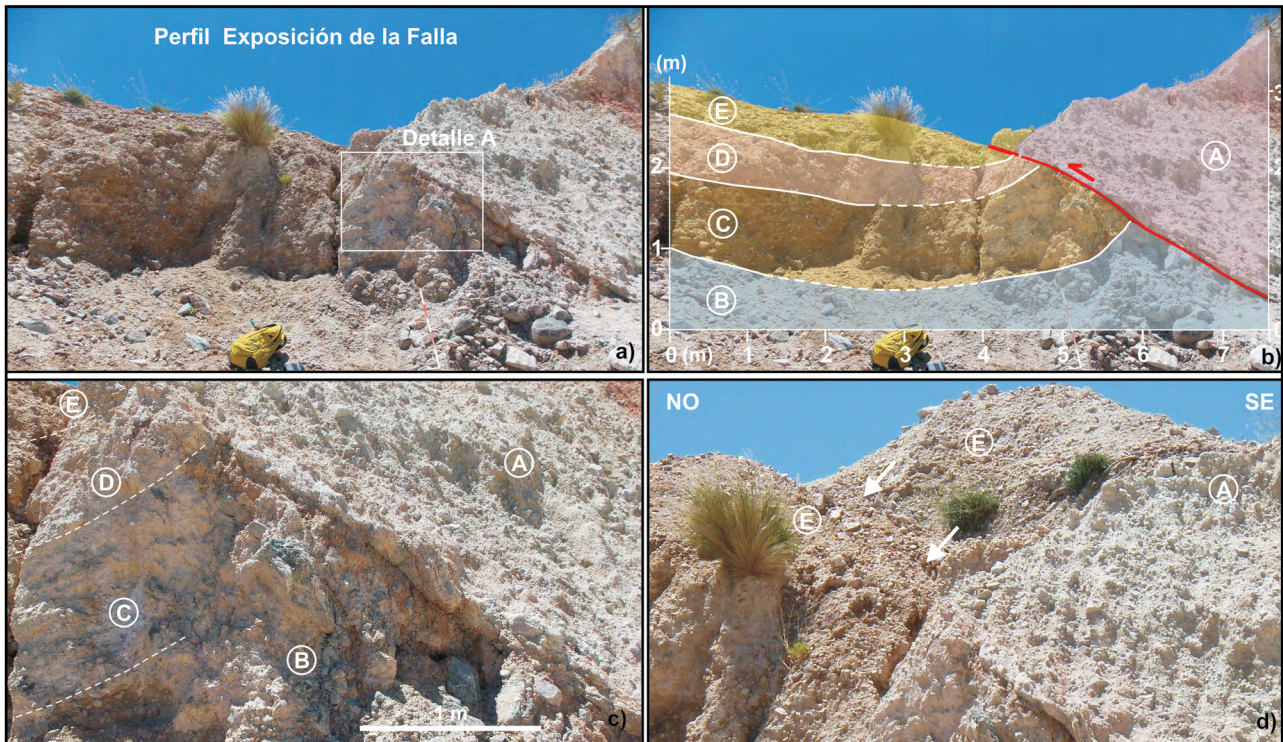 Perfil Exposición de la Falla
Detalle A
a)
(m)
E
D
A
2
C
1
B
0
0 (m) 1 2 3 4 5 6 7
b)
E
D
A
C
B
1 m
c)
NO
SE
E
E
A
d)